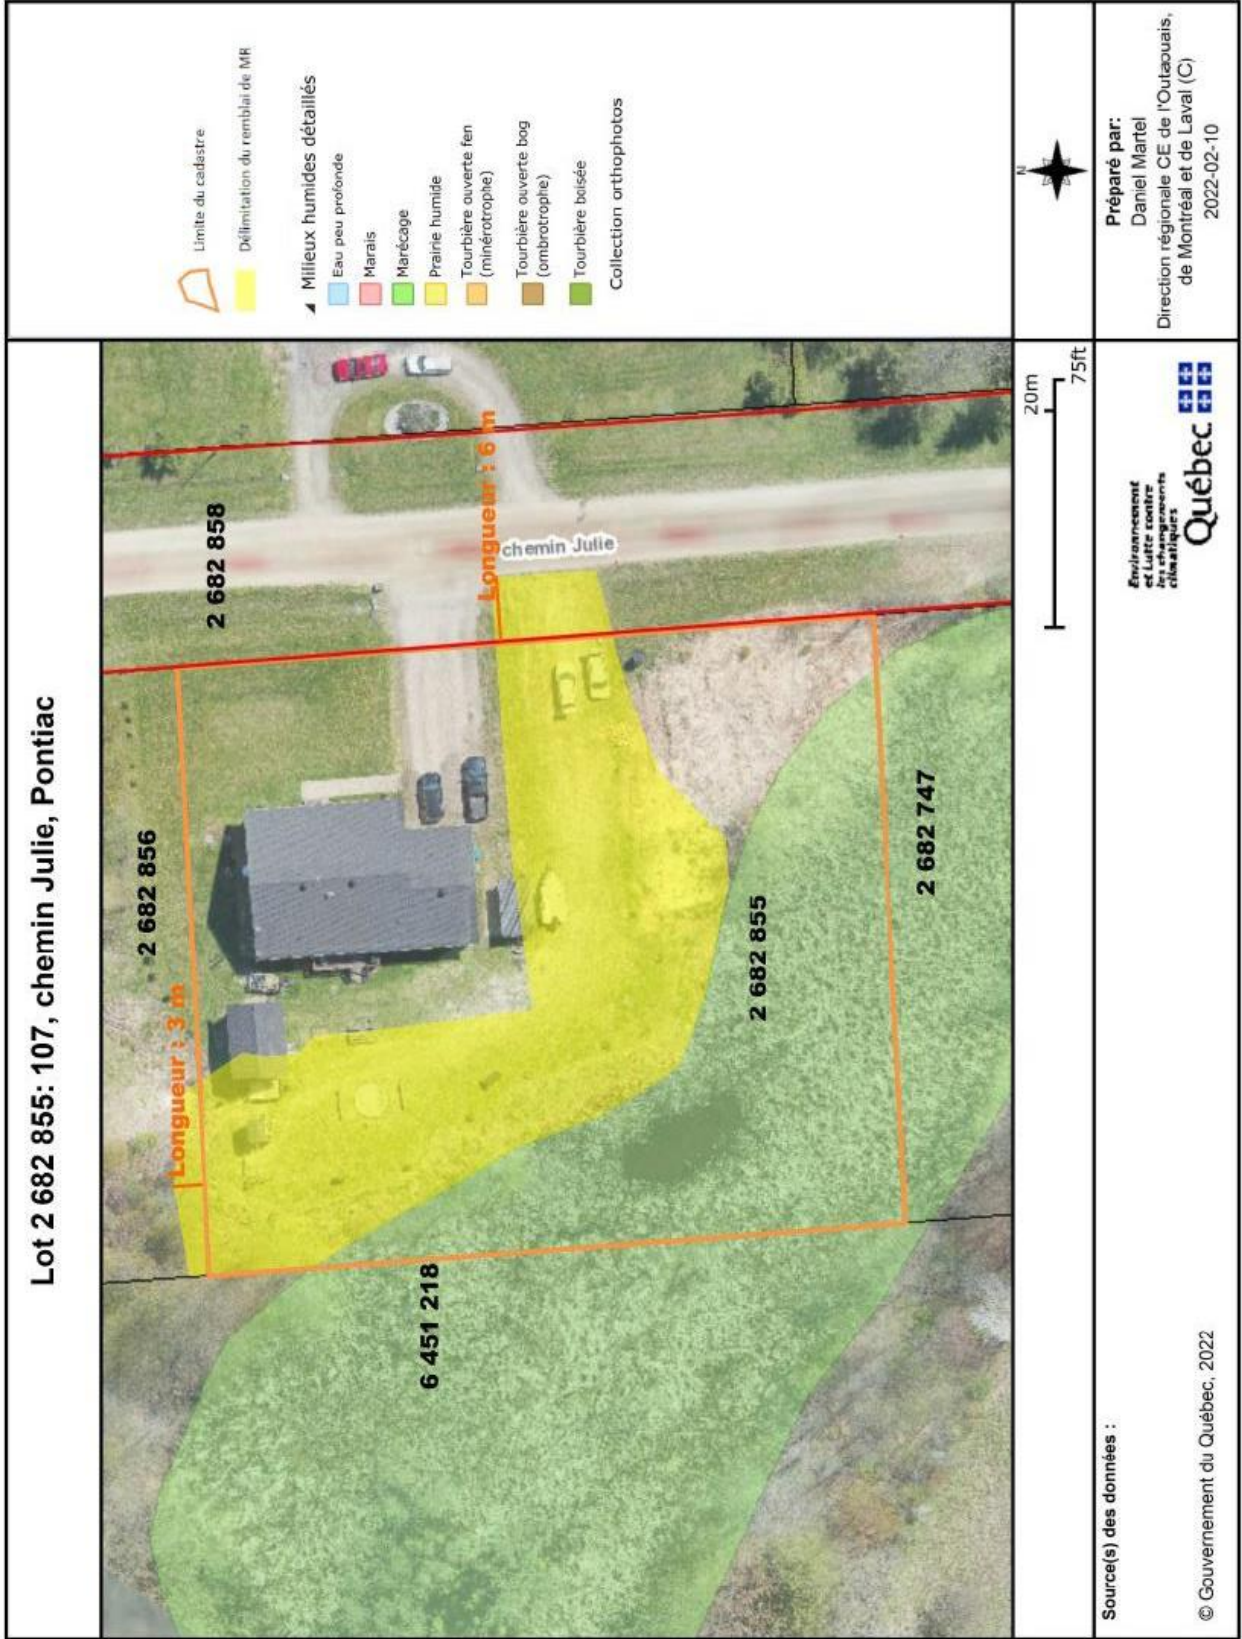 Lot 2 682 855: 107, chemin Julie, Pontiac
2 682 856
2 682 858
Longueur : 3 m
Longueur : 6 m
chemin Julie
6 451 218
2 682 855
2 682 747
Limite du cadastre
Délimitation du remblai de MR
Milieux humides détaillés
Eau peu profonde
Marais
Marécage
Prairie humide
Tourbière ouverte fen
(minérotrophe)
Tourbière ouverte bog
(ombrotrophe)
Tourbière boisée
Collection orthophotos
20m
75ft
N
Source(s) des données :
© Gouvernement du Québec, 2022
Environnement
et Lutte contre
les changements
climatiques
Québec
Préparé par:
Daniel Martel
Direction régionale CE de l'Outaouais,
de Montréal et de Laval (C)
2022-02-10